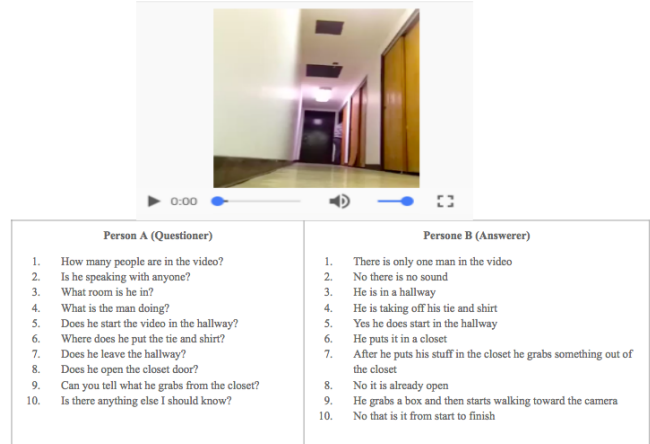 0:00
Person A (Questioner)
1. How many people are in the video?
2. Is he speaking with anyone?
3. What room is he in?
4. What is the man doing?
5. Does he start the video in the hallway?
6. Where does he put the tie and shirt?
7. Does he leave the hallway?
8. Does he open the closet door?
9. Can you tell what he grabs from the closet?
10. Is there anything else I should know?
Persone B (Answerer)
1. There is only one man in the video
2. No there is no sound
3. He is in a hallway
4. He is taking off his tie and shirt
5. Yes he does start in the hallway
6. He puts it in a closet
7. After he puts his stuff in the closet he grabs something out of
the closet
8. No it is already open
9. He grabs a box and then starts walking toward the camera
10. No that is it from start to finish